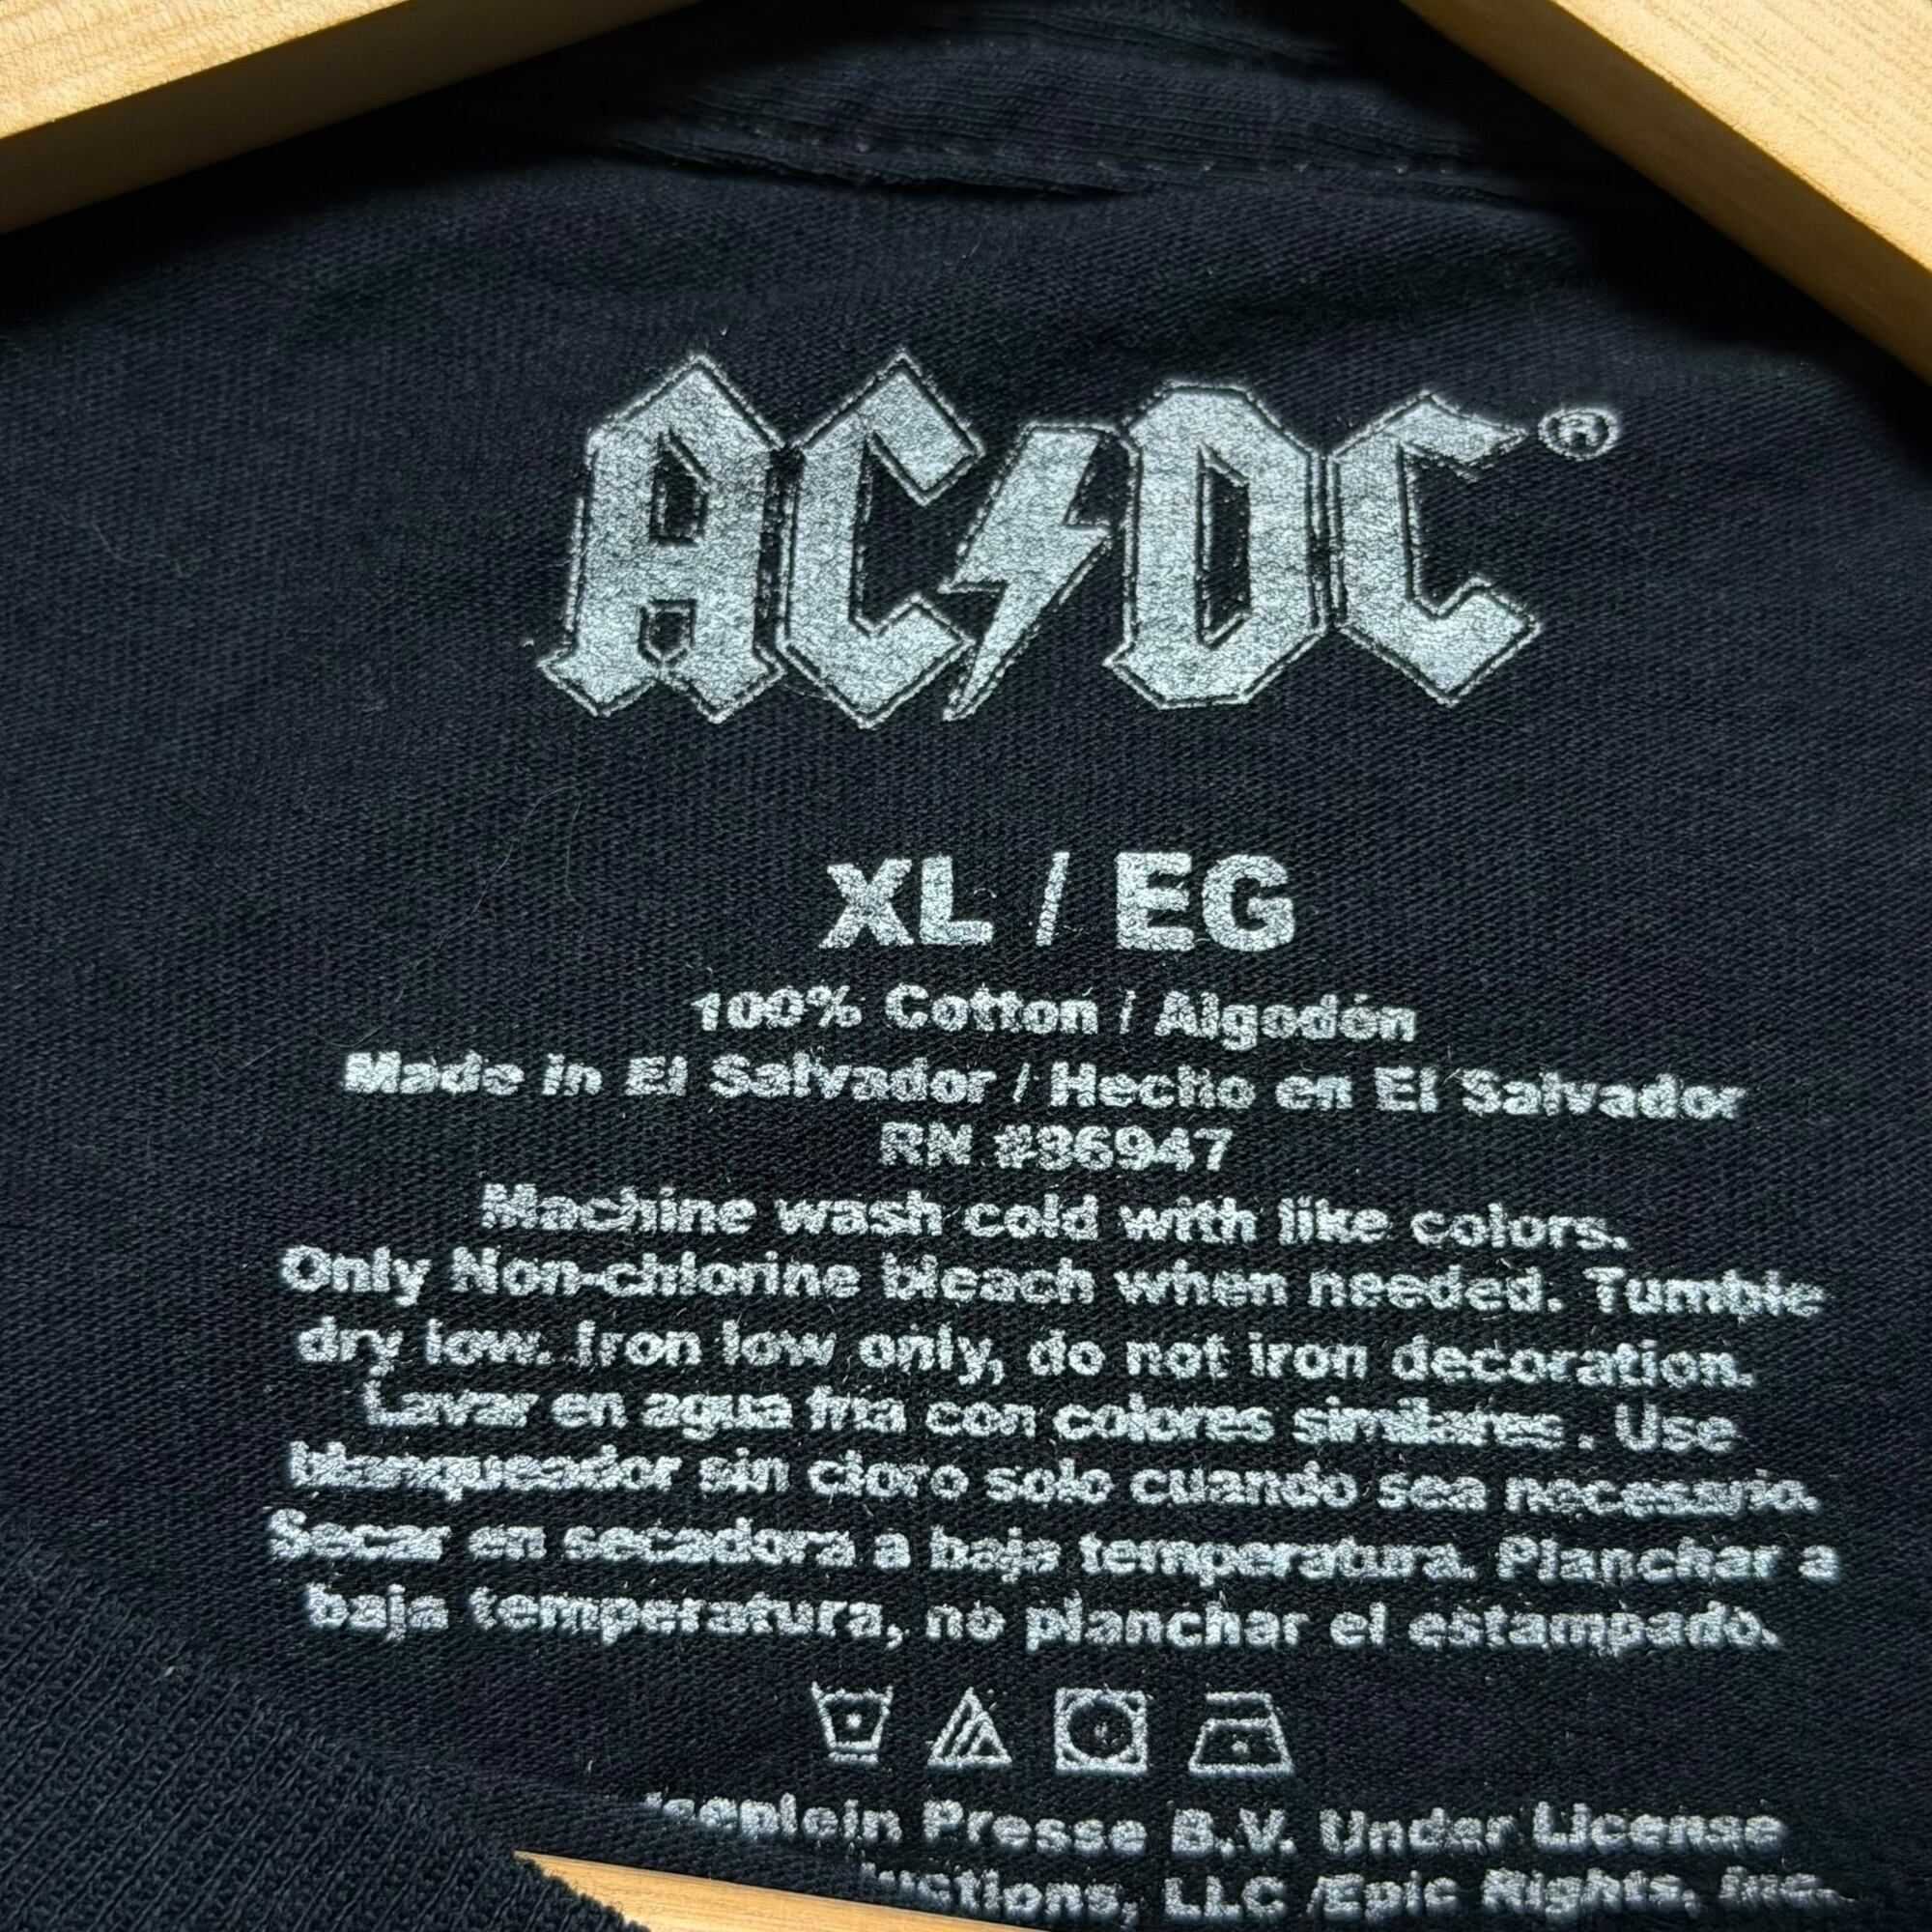 AC/DC®
XL / EG
100% Cotton / Algodón
Made in El Salvador / Hecho en El Salvador
RN
Machine wash cold with like colors.
Only Non-chlorine bleach when needed. Tumble
dry low. Iron low only, do not iron decoration.
Lavar en agua fria con colores similares. Use
blanqueador sin cloro solo cuando sea necesario.
Secar en secadora a baja temperatura. Planchar a
baja temperatura, no planchar el estampado.
Presse B.V. Under License
LLC /Epic Rights, Inc.